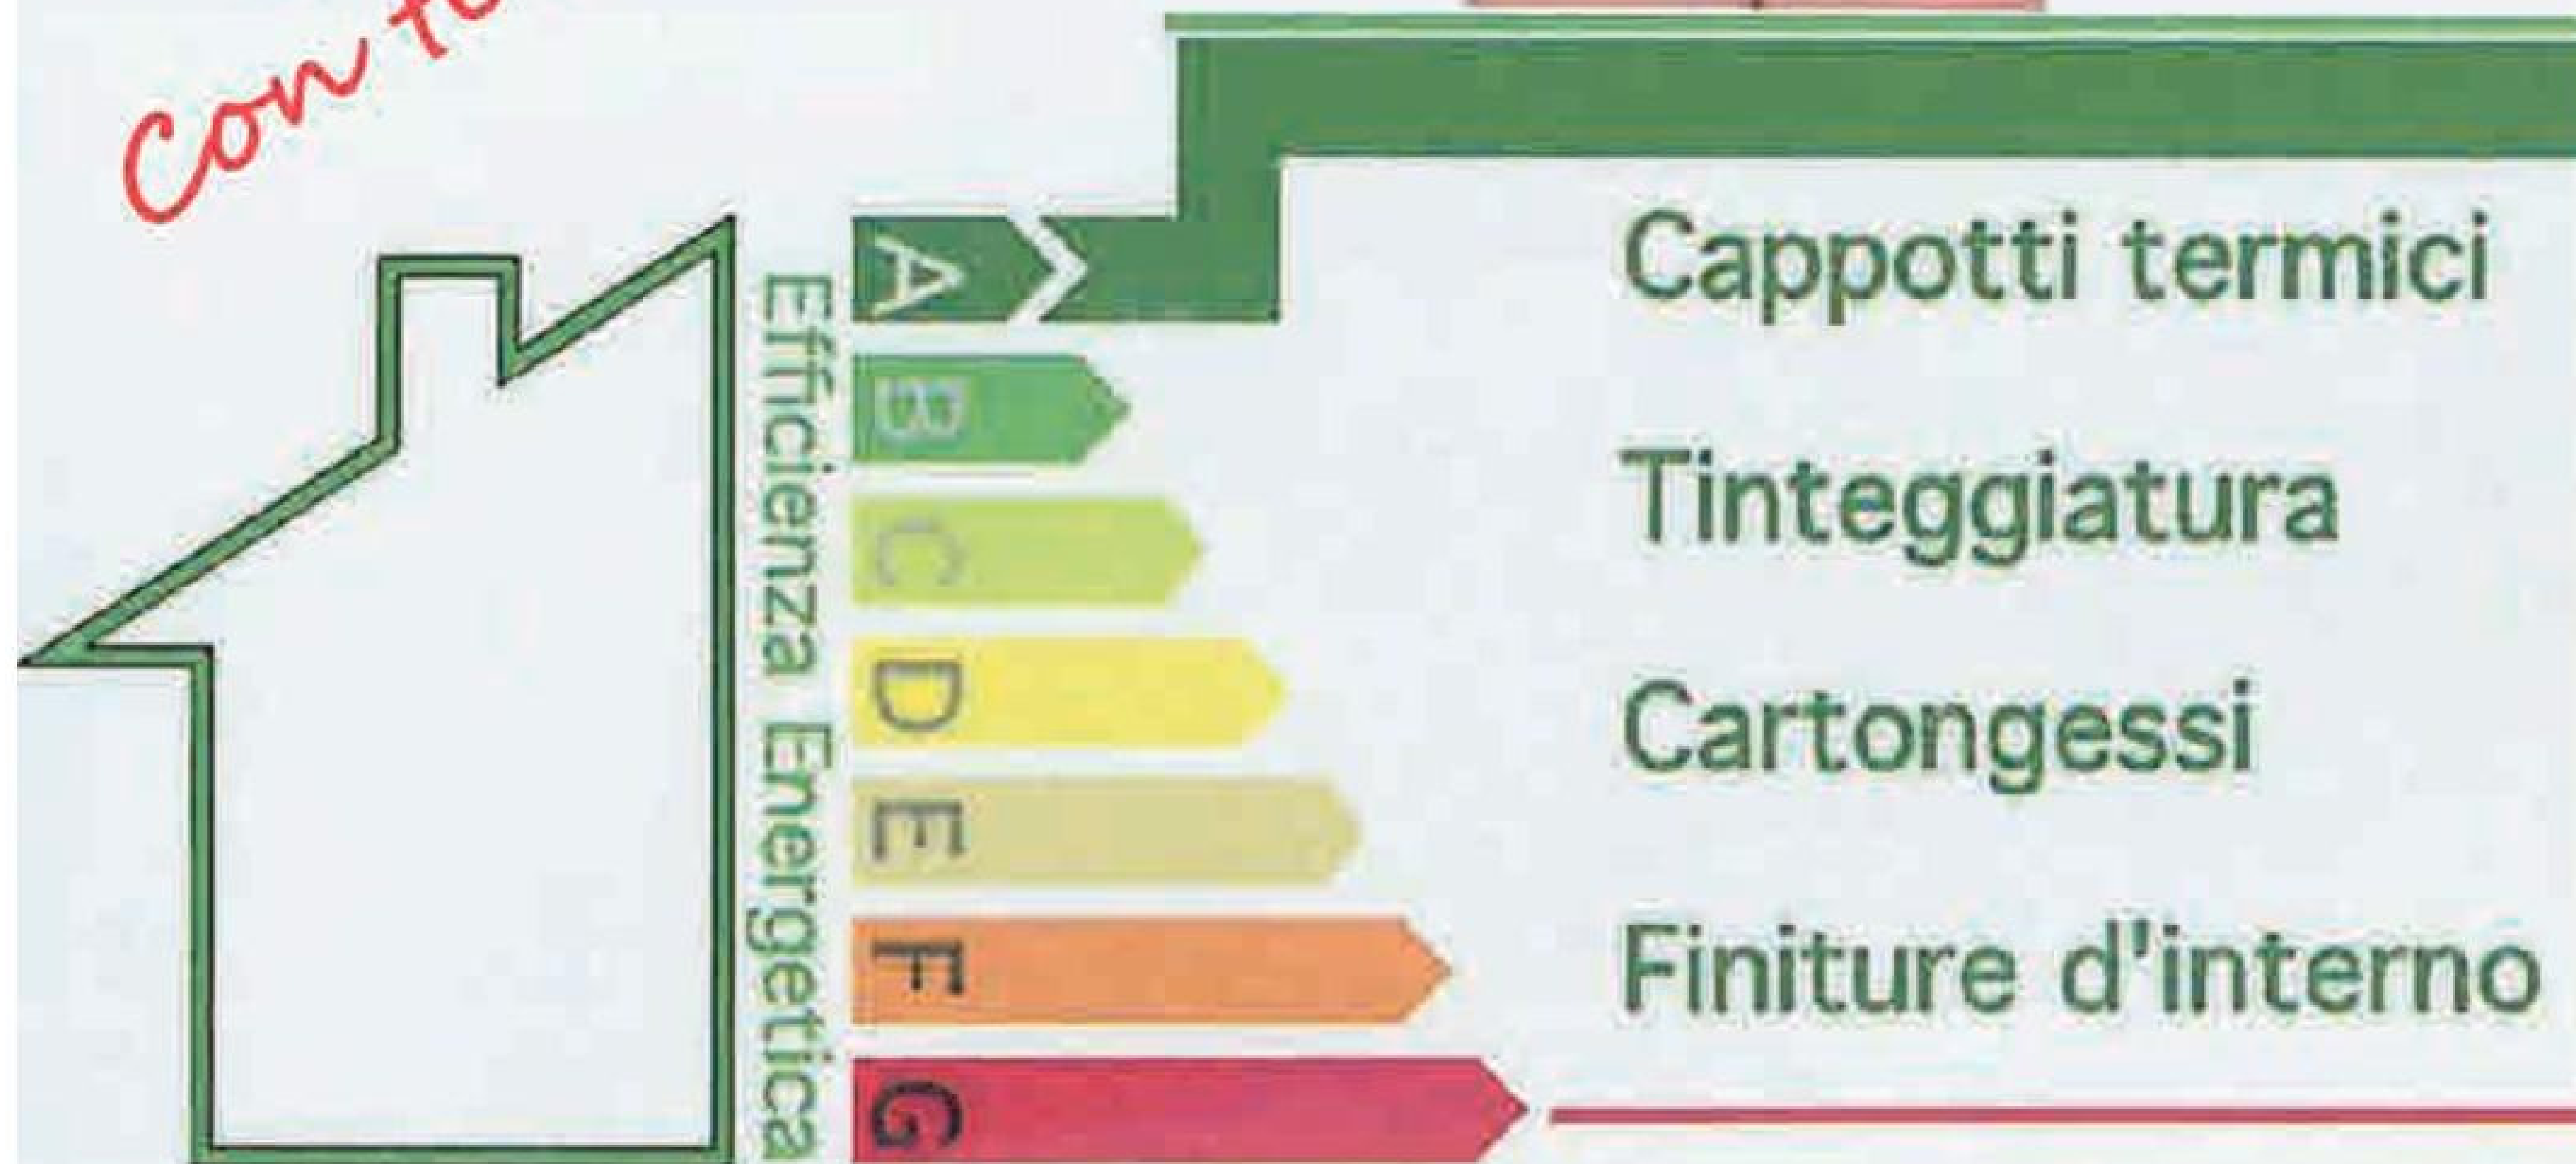 Con
Efficienza Energetica
A
B
C
D
E
F
G
Cappotti termici
Tinteggiatura
Cartongessi
Finiture d'interno